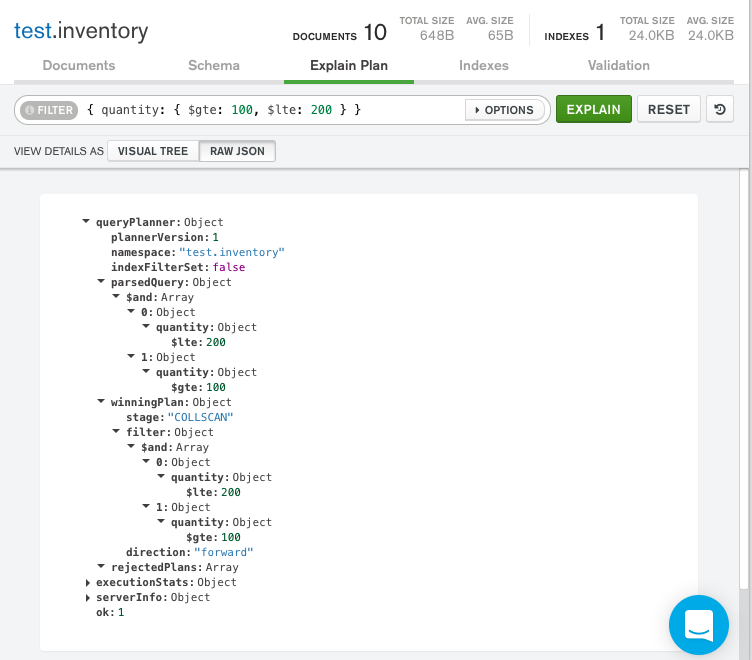 test.inventory
DOCUMENTS 10 TOTAL SIZE 648B AVG. SIZE 65B INDEXES 1 TOTAL SIZE 24.0KB AVG. SIZE 24.0KB
Documents Schema Explain Plan Indexes Validation
FILTER { quantity: { $gte: 100, $lte: 200 } } OPTIONS EXPLAIN RESET
VIEW DETAILS AS VISUAL TREE RAW JSON
queryPlanner:Object
plannerVersion:1
namespace:"test.inventory"
indexFilterSet:false
parsedQuery:Object
$and:Array
0:Object
quantity:Object
$lte:200
1:Object
quantity:Object
$gte:100
winningPlan:Object
stage:"COLLSCAN"
filter:Object
$and:Array
0:Object
quantity:Object
$lte:200
1:Object
quantity:Object
$gte:100
direction:"forward"
rejectedPlans:Array
executionStats:Object
serverInfo:Object
ok:1